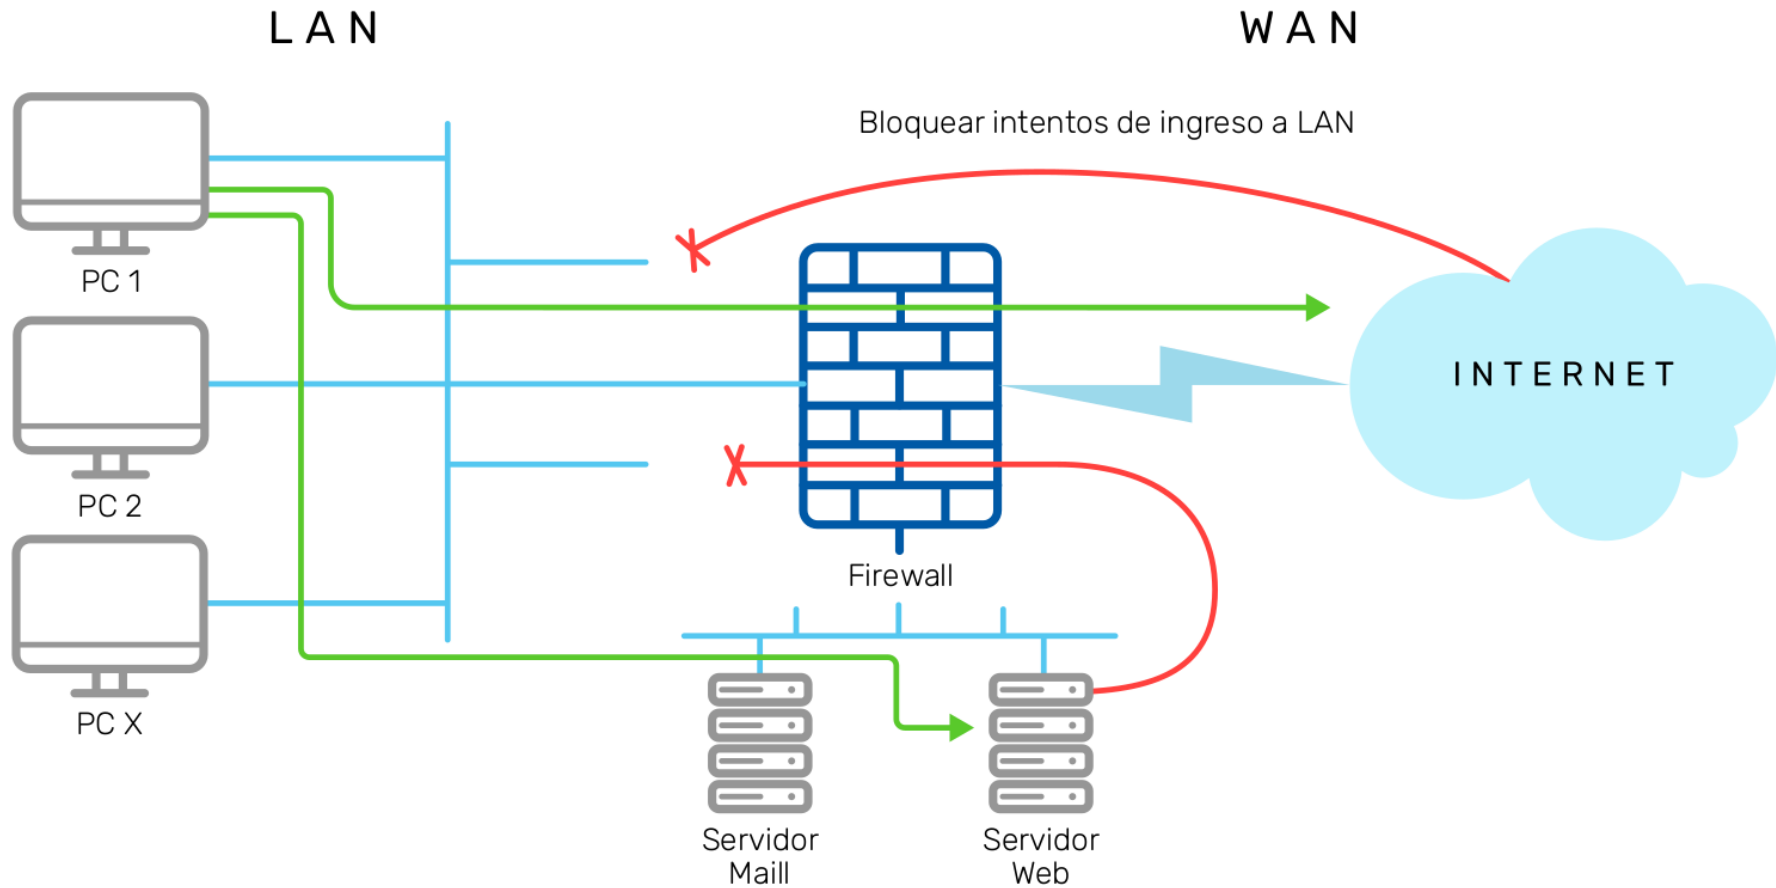 LAN
WAN
Bloquear intentos de ingreso a LAN
PC 1
INTERNET
PC 2
Firewall
PC X
Servidor
Maill
Servidor
Web